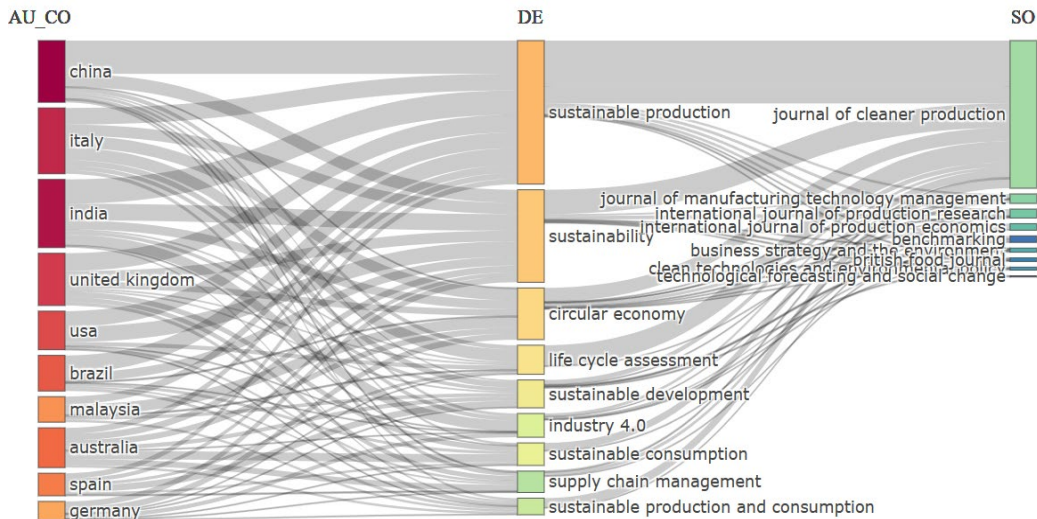 AU_CO
DE
SO
china
italy
india
united kingdom
usa
brazil
malaysia
australia
spain
germany
sustainable production
sustainability
circular economy
life cycle assessment
sustainable development
industry 4.0
sustainable consumption
supply chain management
sustainable production and consumption
journal of cleaner production
journal of manufacturing technology management
international journal of production research
international journal of production economics
benchmarking
business strategy and the environment
british food journal
clean technologies and environmental policy
technological forecasting and social change